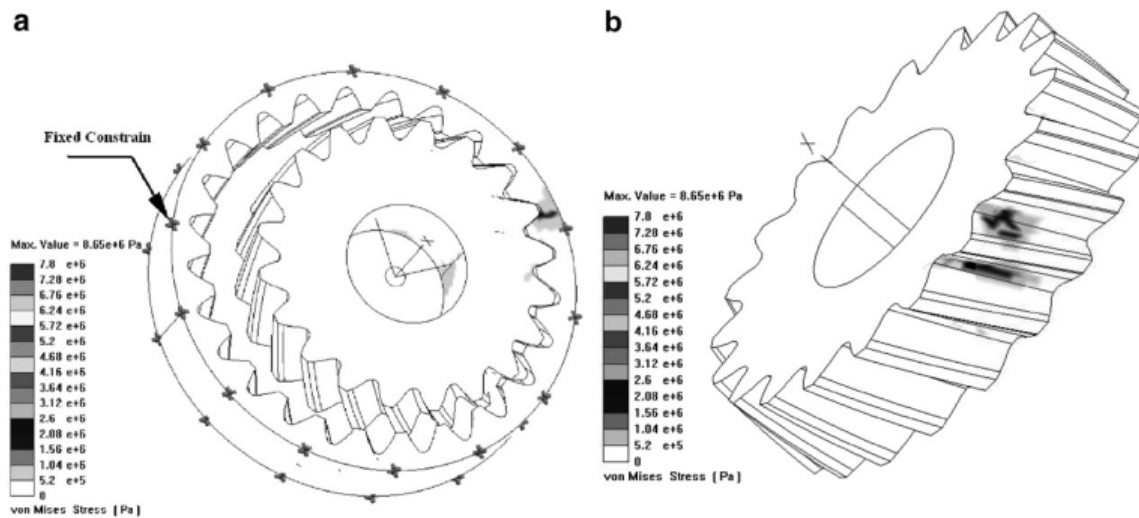 a
Fixed Constrain
Max. Value = 8.65e+6 Pa
7.8 e+6
7.28 e+6
6.76 e+6
6.24 e+6
5.72 e+6
5.2 e+6
4.68 e+6
4.16 e+6
3.64 e+6
3.12 e+6
2.6 e+6
2.08 e+6
1.56 e+6
1.04 e+6
5.2 e+5
0
von Mises Stress ( Pa )
b
Max. Value = 8.65e+6 Pa
7.8 e+6
7.28 e+6
6.76 e+6
6.24 e+6
5.72 e+6
5.2 e+6
4.68 e+6
4.16 e+6
3.64 e+6
3.12 e+6
2.6 e+6
2.08 e+6
1.56 e+6
1.04 e+6
5.2 e+5
0
von Mises Stress ( Pa )